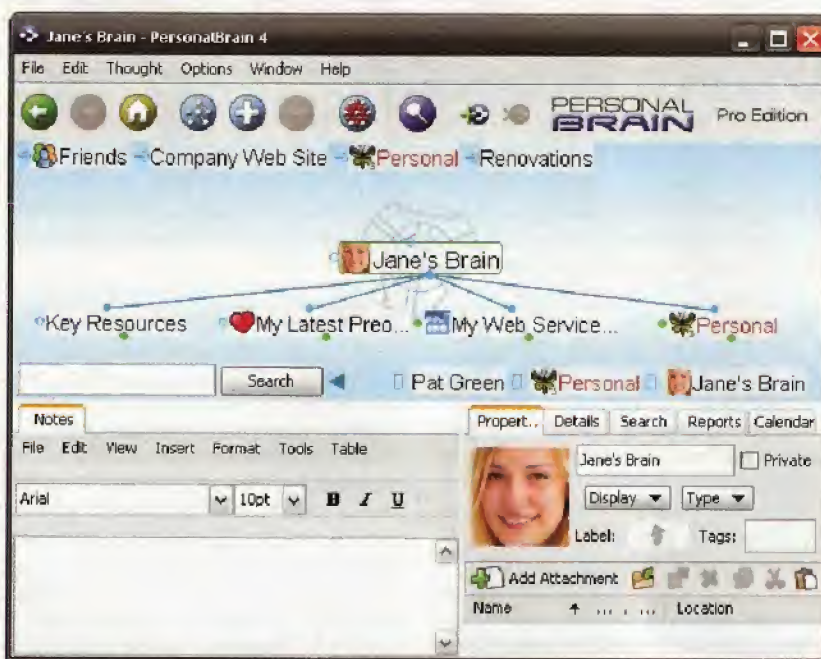 Jane's Brain - PersonalBrain 4
File Edit Thought Options Window Help
PERSONAL BRAIN Pro Edition
Friends Company Web Site Personal Renovations
Jane's Brain
Key Resources My Latest Preo... My Web Service... Personal
Search Pat Green Personal Jane's Brain
Notes
File Edit View Insert Format Tools Table
Arial 10pt B I U
Propert.. Details Search Reports Calendar
Jane's Brain Private
Display Type
Label: Tags:
Add Attachment
Name Location